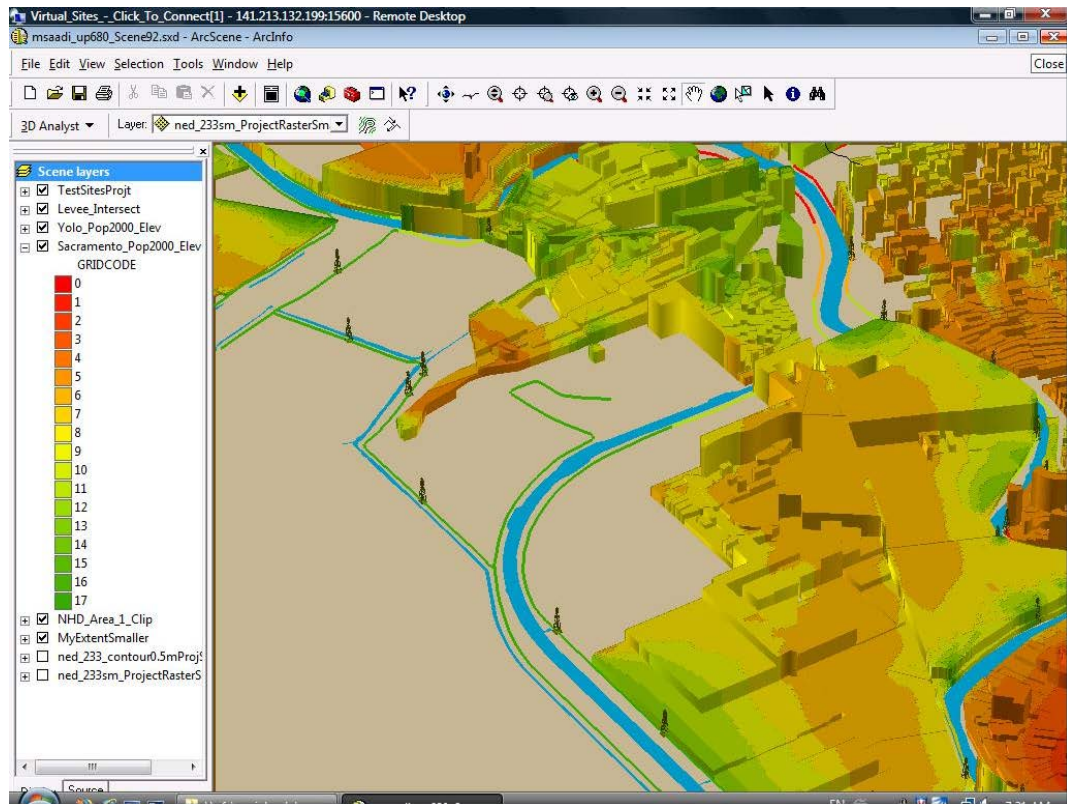 Virtual_Sites_-_Click_To_Connect[1] - 141.213.132.199:15600 - Remote Desktop
msaadi_up680_Scene92.sxd - ArcScene - ArcInfo
File Edit View Selection Tools Window Help
Close
3D Analyst Layer: ned_233sm_ProjectRasterSm
Scene layers
TestSitesProjt
Levee_Intersect
Yolo_Pop2000_Elev
Sacramento_Pop2000_Elev
GRIDCODE
0
1
2
3
4
5
6
7
8
9
10
11
12
13
14
15
16
17
NHD_Area_1_Clip
MyExtentSmaller
ned_233_contour0.5mProjS
ned_233sm_ProjectRasterS
Source
EN